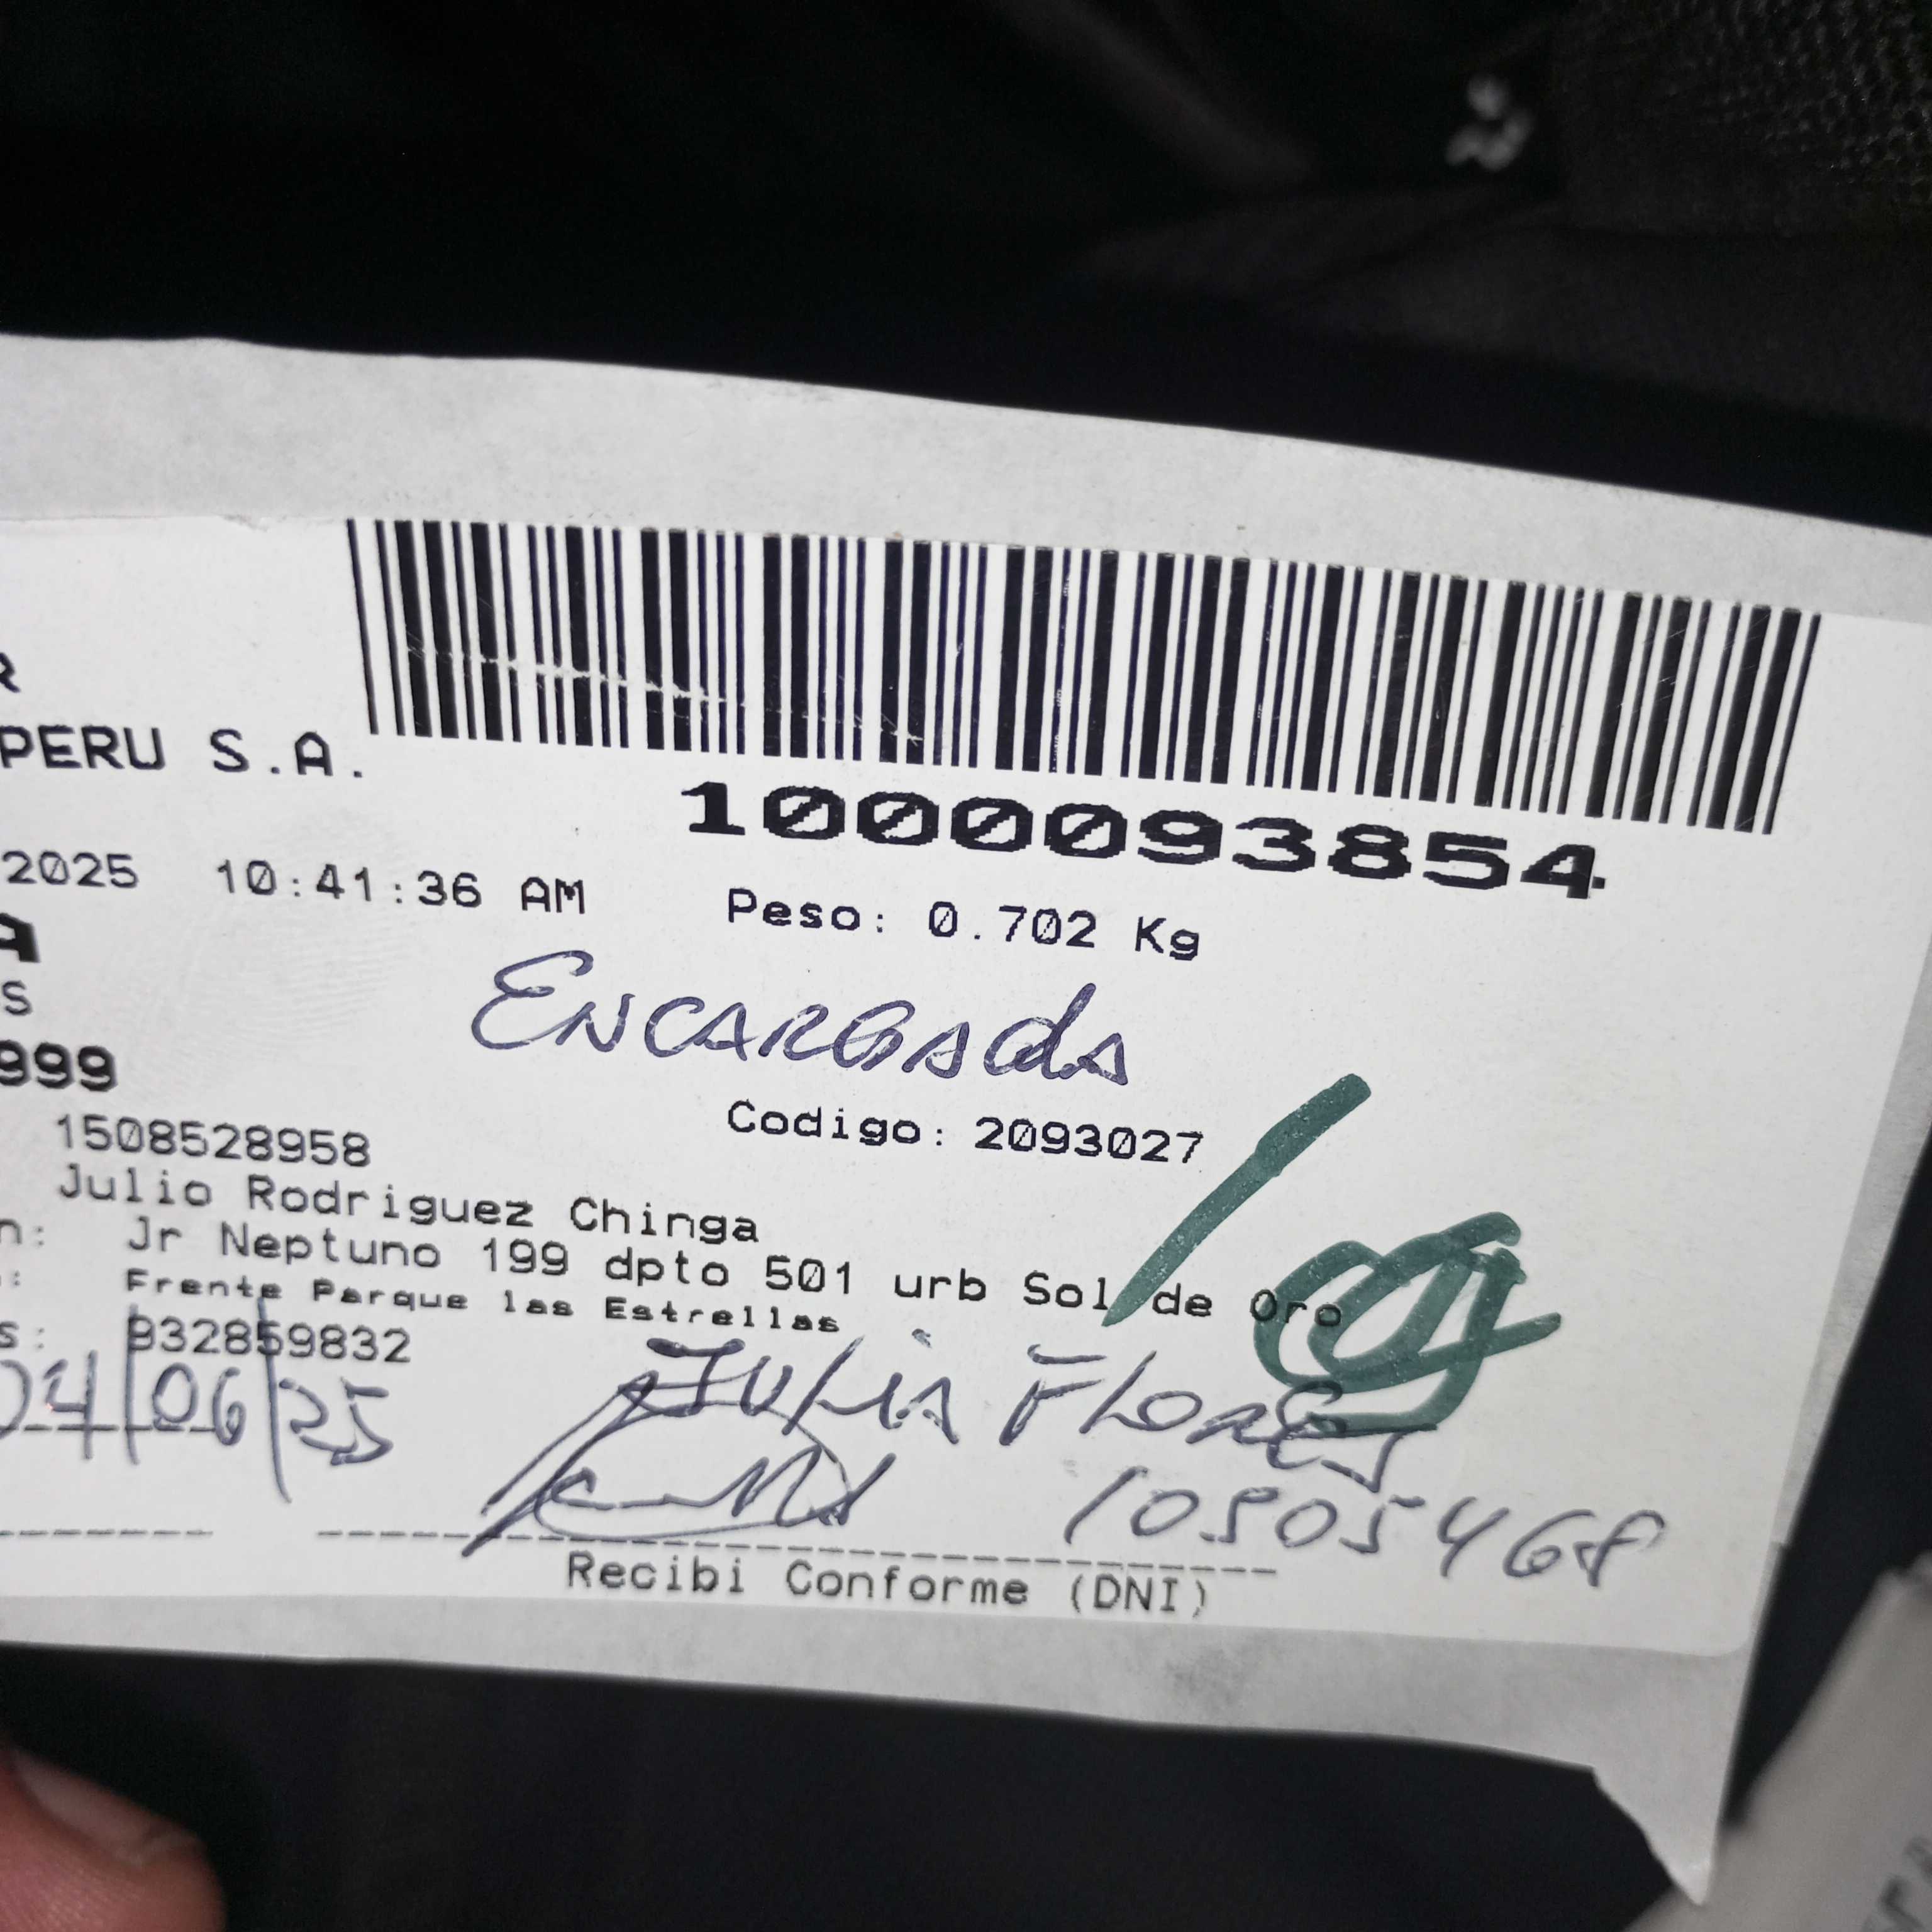 R
PERU S.A.
1000093854
2025 10:41:36 AM
Peso: 0.702 Kg
A
S
ENCARGADA
999
Codigo: 2093027
1508528958
Julio Rodriguez Chinga
n: Jr Neptuno 199 dpto 501 urb Sol de Oro
: Frente Parque las Estrellas
s: 932859832
04/06/25
JULIA FLORES
10505468
Recibi Conforme (DNI)